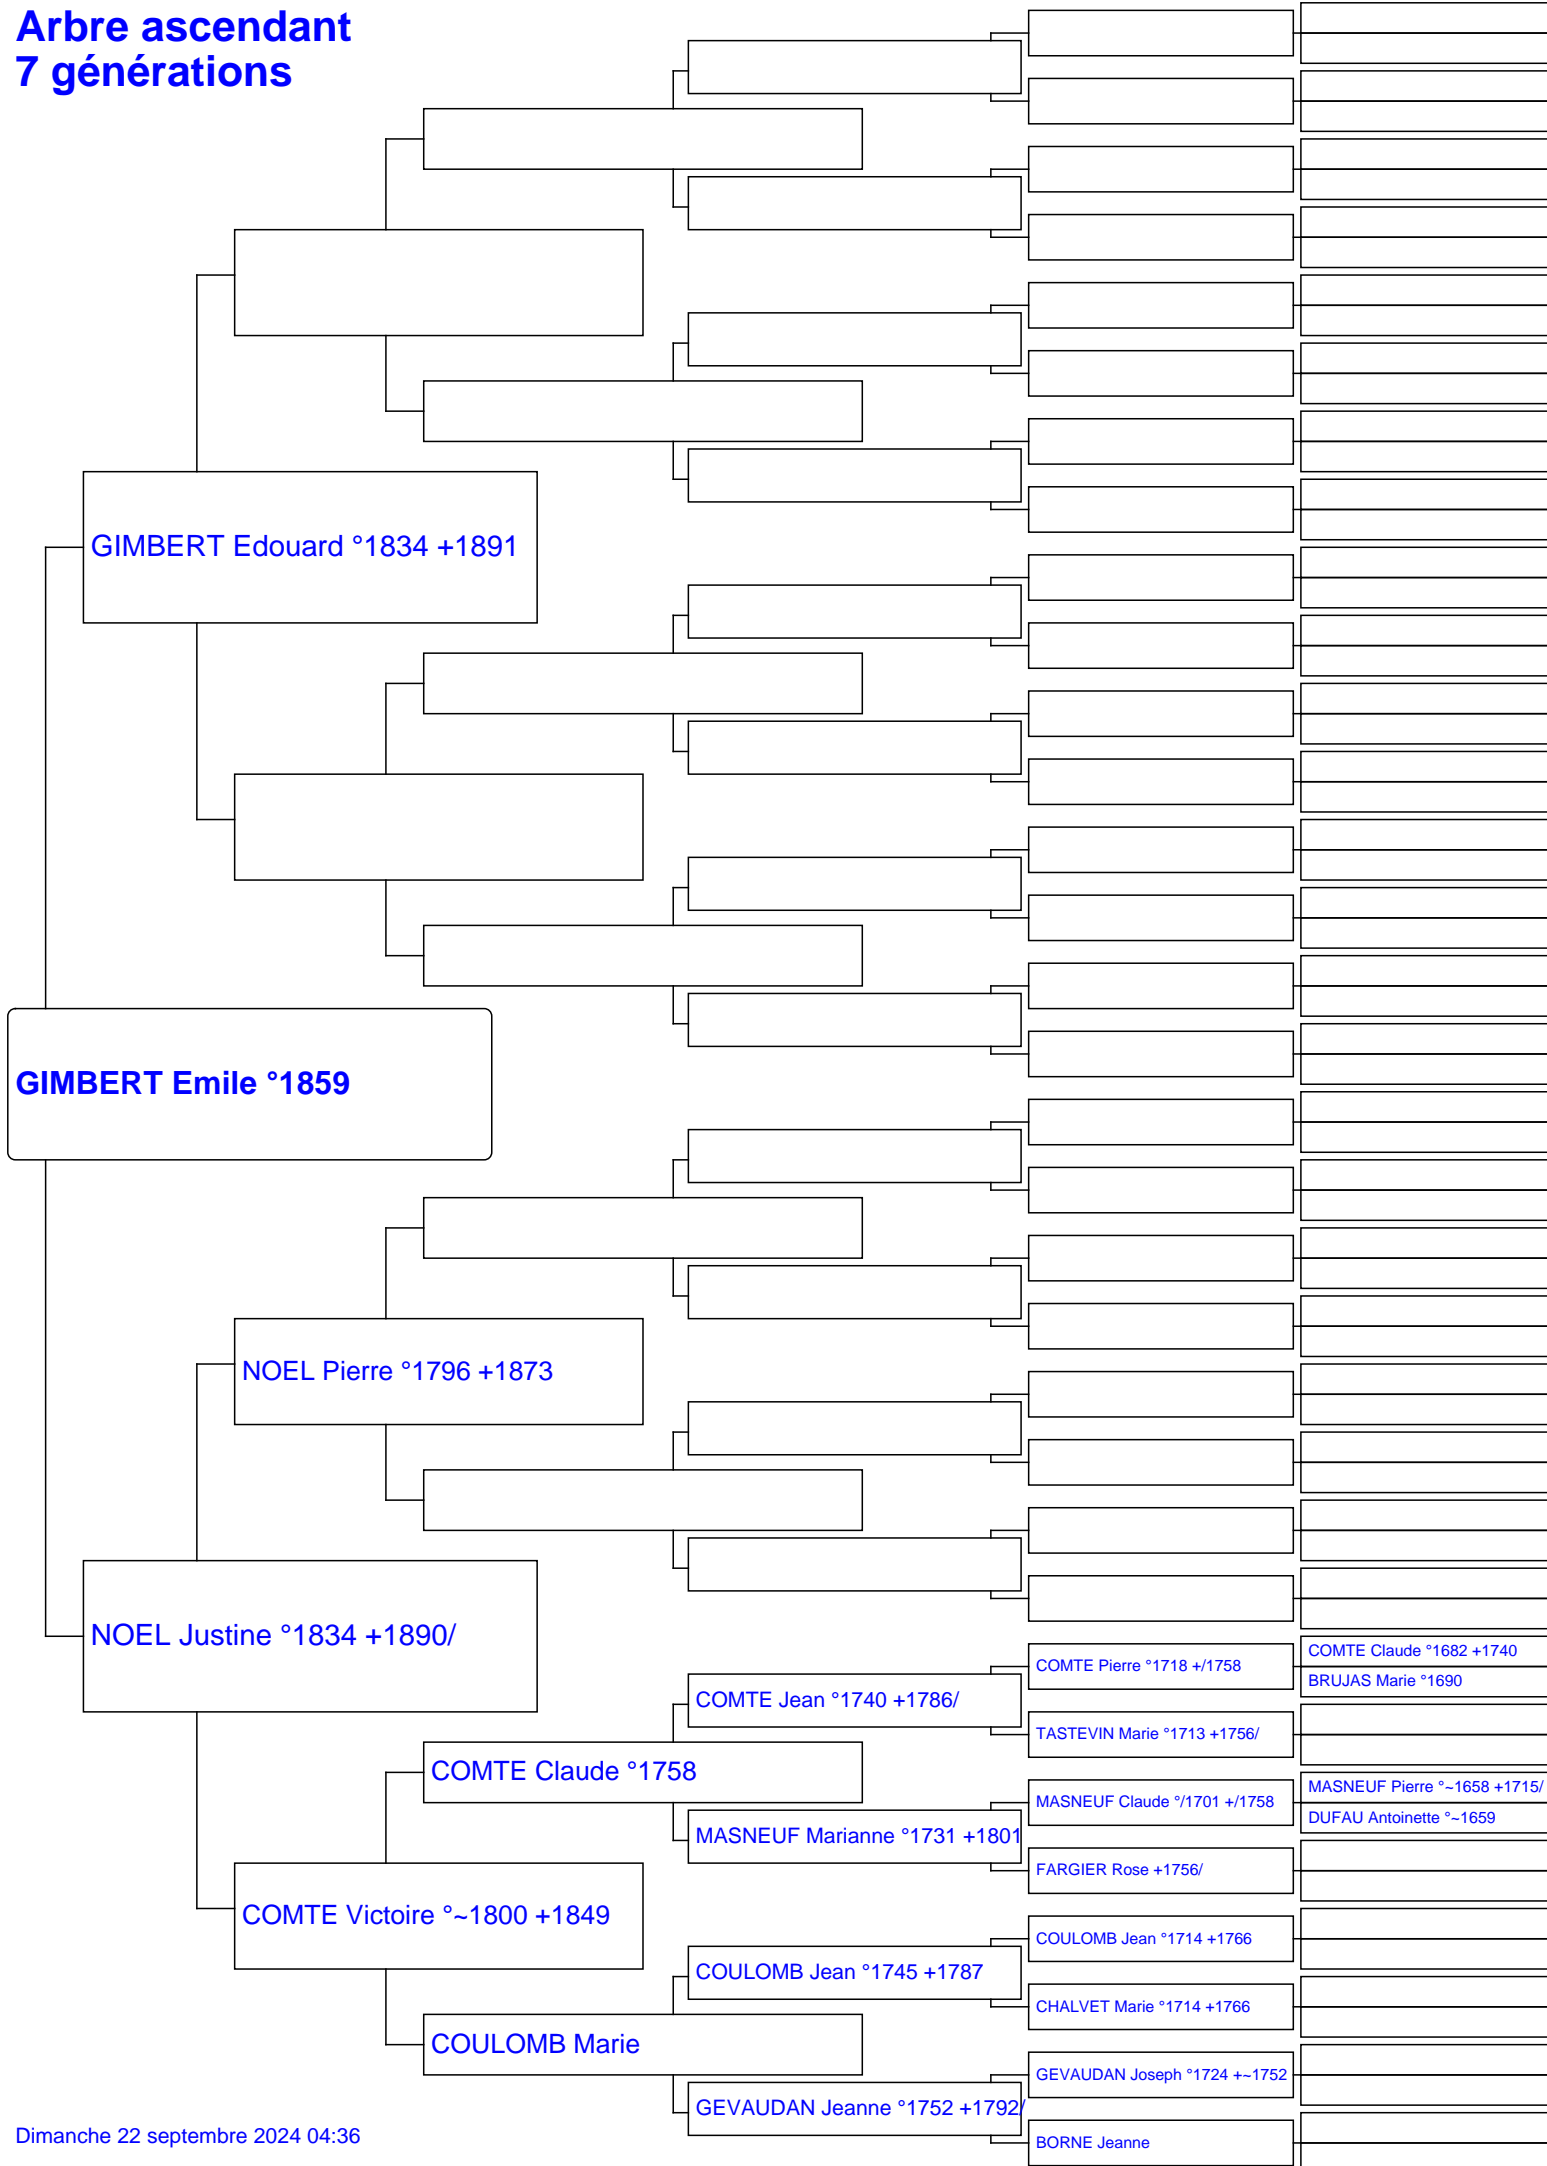 Arbre ascendant
7 générations
GIMBERT Edouard °1834 +1891
GIMBERT Emile °1859
NOEL Pierre °1796 +1873
NOEL Justine °1834 +1890/
COMTE Claude °1682 +1740
COMTE Pierre °1718 +/1758
BRUJAS Marie °1690
COMTE Jean °1740 +1786/
TASTEVIN Marie °1713 +1756/
COMTE Claude °1758
MASNEUF Pierre °~1658 +1715/
MASNEUF Claude °/1701 +/1758
DUFAU Antoinette °~1659
MASNEUF Marianne °1731 +1801
FARGIER Rose +1756/
COMTE Victoire °~1800 +1849
COULOMB Jean °1714 +1766
COULOMB Jean °1745 +1787
CHALVET Marie °1714 +1766
COULOMB Marie
GEVAUDAN Joseph °1724 +~1752
GEVAUDAN Jeanne °1752 +1792/
BORNE Jeanne
Dimanche 22 septembre 2024 04:36